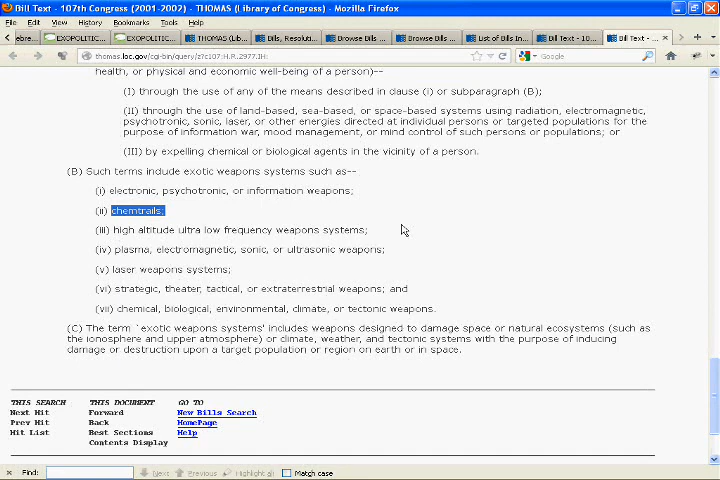 Bill Text - 107th Congress (2001-2002) - THOMAS (Library of Congress) - Mozilla Firefox
File Edit View History Bookmarks Tools Help
ebre... EXOPOLITIC... EXOPOLITIC... THOMAS (Li... Bills, Resoluti... Browse Bills ... Browse Bills ... List of Bills In... Bill Text - 10... Bill Text -...
thomas.loc.gov/cgi-bin/query/z?c107:H.R.2977.IH: Google
health, or physical and economic well-being of a person)--
(I) through the use of any of the means described in clause (i) or subparagraph (B);
(II) through the use of land-based, sea-based, or space-based systems using radiation, electromagnetic,
psychotronic, sonic, laser, or other energies directed at individual persons or targeted populations for the
purpose of information war, mood management, or mind control of such persons or populations; or
(III) by expelling chemical or biological agents in the vicinity of a person.
(B) Such terms include exotic weapons systems such as--
(i) electronic, psychotronic, or information weapons;
(ii) chemtrails;
(iii) high altitude ultra low frequency weapons systems;
(iv) plasma, electromagnetic, sonic, or ultrasonic weapons;
(v) laser weapons systems;
(vi) strategic, theater, tactical, or extraterrestrial weapons; and
(vii) chemical, biological, environmental, climate, or tectonic weapons.
(C) The term `exotic weapons systems' includes weapons designed to damage space or natural ecosystems (such as
the ionosphere and upper atmosphere) or climate, weather, and tectonic systems with the purpose of inducing
damage or destruction upon a target population or region on earth or in space.
THIS SEARCH THIS DOCUMENT GO TO
Next Hit Forward New Bills Search
Prev Hit Back HomePage
Hit List Best Sections Help
Contents Display
Find: Next Previous Highlight all Match case